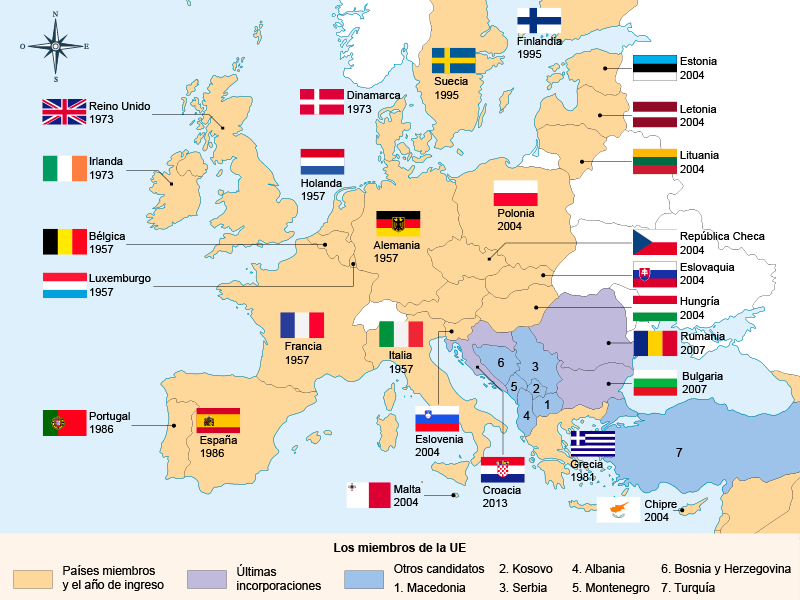 N
O
E
S
Finlandia
1995
Suecia
1995
Estonia
2004
Reino Unido
1973
Dinamarca
1973
Letonia
2004
Irlanda
1973
Holanda
1957
Lituania
2004
Polonia
2004
Bélgica
1957
Alemania
1957
República Checa
2004
Luxemburgo
1957
Eslovaquia
2004
Hungría
2004
Francia
1957
Italia
1957
Rumania
2007
6
3
5
2
4
1
Bulgaria
2007
Portugal
1986
España
1986
Eslovenia
2004
Grecia
1981
7
Malta
2004
Croacia
2013
Chipre
2004
Los miembros de la UE
Países miembros
y el año de ingreso
Últimas
incorporaciones
Otros candidatos
1. Macedonia
2. Kosovo
3. Serbia
4. Albania
5. Montenegro
6. Bosnia y Herzegovina
7. Turquía